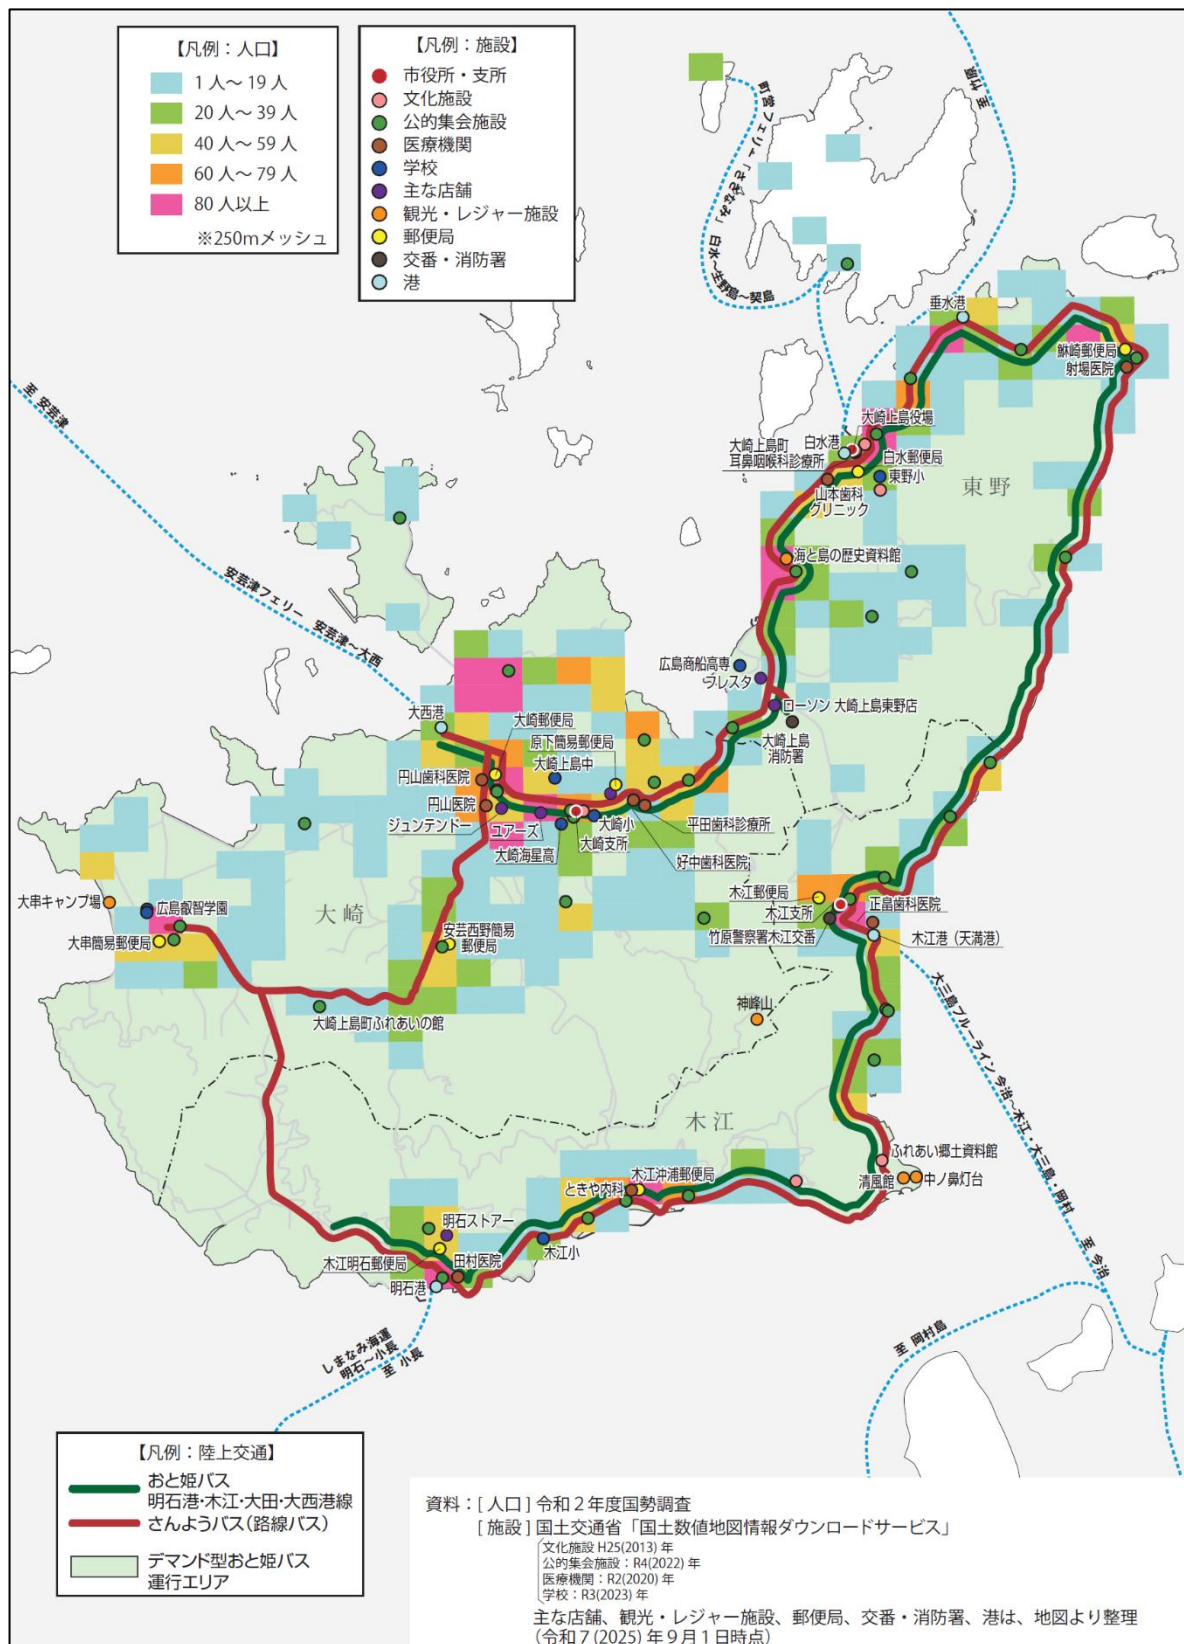 【凡例：人口】
1人～19人
20人～39人
40人～59人
60人～79人
80人以上
※250mメッシュ
【凡例：施設】
市役所・支所
文化施設
公的集会施設
医療機関
学校
主な店舗
観光・レジャー施設
郵便局
交番・消防署
港
町営フェリー「さざなみ」 白水～生野島～契島
至 竹原
至 安芸津
安芸津フェリー 安芸津～大西
垂水港
鮴崎郵便局
射場医院
大崎上島役場
白水港
大崎上島町
耳鼻咽喉科診療所
白水郵便局
東野小
山本歯科
クリニック
東野
海と島の歴史資料館
広島商船高専
プレスタ
ローソン 大崎上島東野店
大崎上島
消防署
大西港
大崎郵便局
原下簡易郵便局
大崎上島中
円山歯科医院
円山医院
ジュンテンドー
ユアーズ
大崎海星高
大崎小
大崎支所
平田歯科診療所
好中歯科医院
大串キャンプ場
広島叡智学園
大串簡易郵便局
大崎
安芸西野簡易
郵便局
大崎上島町ふれあいの館
木江郵便局
木江支所
竹原警察署木江交番
正畠歯科医院
木江港（天満港）
神峰山
大三島ブルーライン 今治～木江・大三島・岡村
至 今治
木江
ふれあい郷土資料館
清風館
中ノ鼻灯台
木江沖浦郵便局
ときや内科
明石ストアー
木江明石郵便局
田村医院
木江小
明石港
しまなみ海運
明石～小長
至 小長
至 岡村島
【凡例：陸上交通】
おと姫バス
明石港・木江・大田・大西港線
さんようバス（路線バス）
デマンド型おと姫バス
運行エリア
資料：［人口］令和２年度国勢調査
［施設］国土交通省「国土数値地図情報ダウンロードサービス」
文化施設 H25(2013) 年
公的集会施設：R4(2022) 年
医療機関：R2(2020) 年
学校：R3(2023) 年
主な店舗、観光・レジャー施設、郵便局、交番・消防署、港は、地図より整理
（令和７(2025) 年９月１日時点）